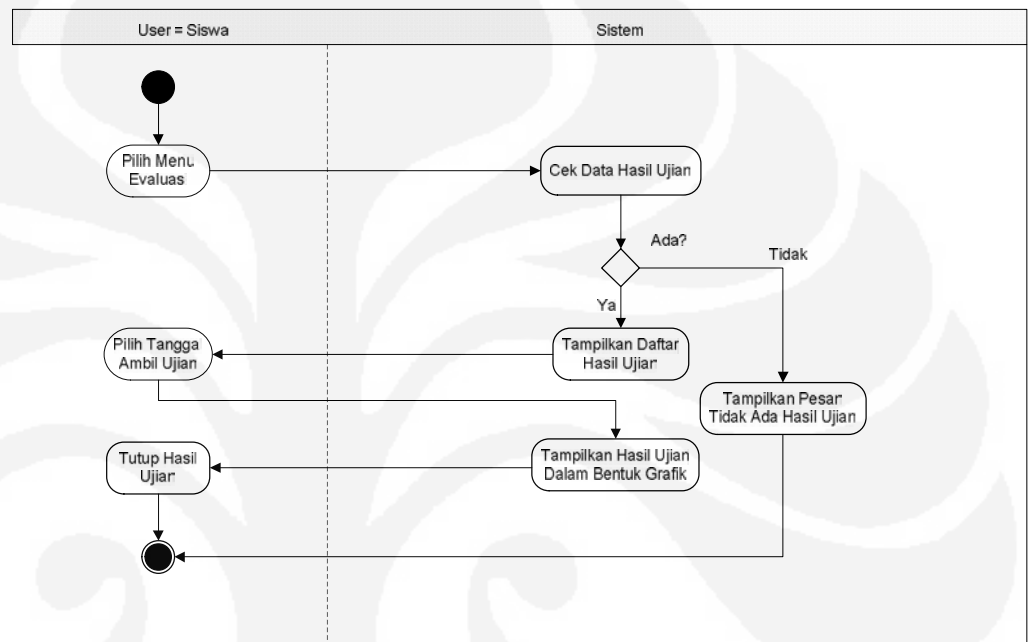 User = Siswa
Sistem
Pilih Menu
Evaluas
Cek Data Hasil Ujian
Ada?
Tidak
Ya
Pilih Tangga
Ambil Ujian
Tampilkan Daftar
Hasil Ujian
Tampilkan Pesan
Tidak Ada Hasil Ujian
Tutup Hasil
Ujian
Tampilkan Hasil Ujian
Dalam Bentuk Grafik